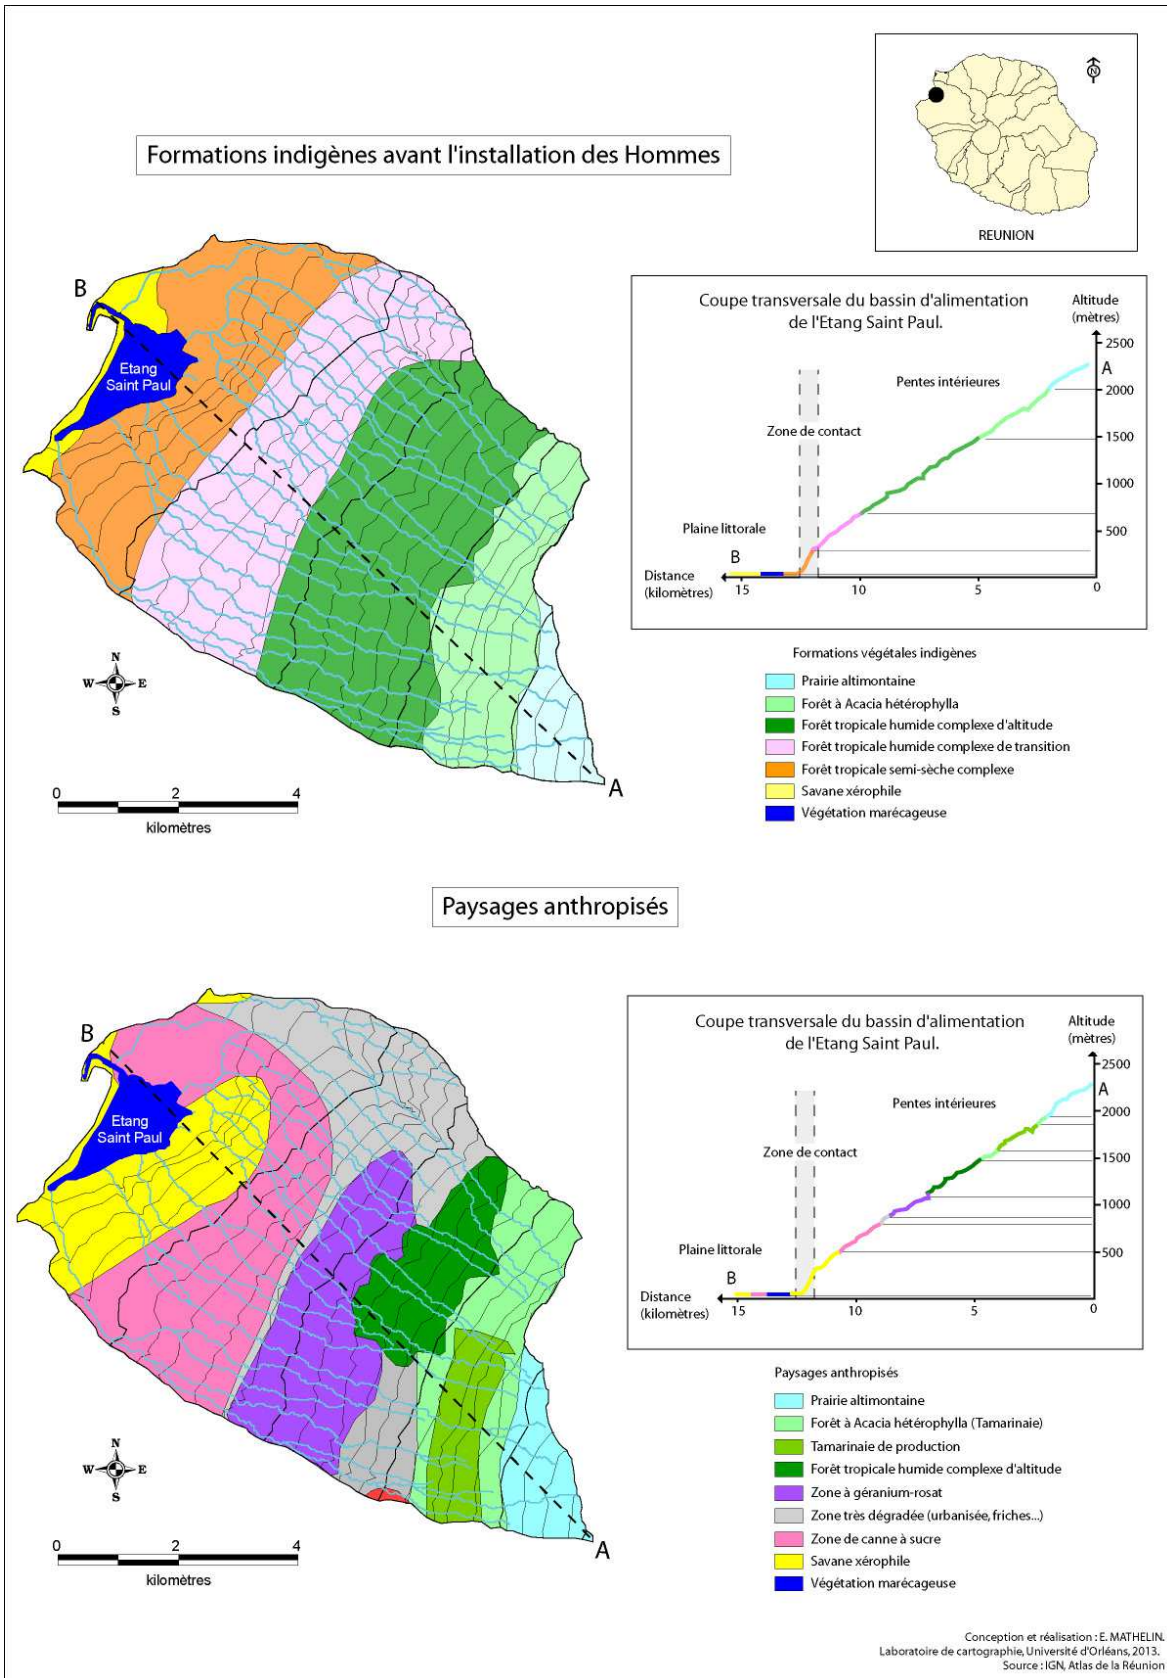 N
REUNION
Formations indigènes avant l'installation des Hommes
B
Etang
Saint Paul
A
N
W E
S
0 2 4
kilomètres
Coupe transversale du bassin d'alimentation
de l'Etang Saint Paul.
Altitude
(mètres)
2500
A
Pentes intérieures
2000
Zone de contact
1500
1000
Plaine littorale
500
B
Distance
(kilomètres)
15 10 5 0
Formations végétales indigènes
Prairie altimontaine
Forêt à Acacia hétérophylla
Forêt tropicale humide complexe d'altitude
Forêt tropicale humide complexe de transition
Forêt tropicale semi-sèche complexe
Savane xérophile
Végétation marécageuse
Paysages anthropisés
B
Etang
Saint Paul
A
N
W E
S
0 2 4
kilomètres
Coupe transversale du bassin d'alimentation
de l'Etang Saint Paul.
Altitude
(mètres)
2500
A
Pentes intérieures
2000
Zone de contact
1500
1000
Plaine littorale
500
B
Distance
(kilomètres)
15 10 5 0
Paysages anthropisés
Prairie altimontaine
Forêt à Acacia hétérophylla (Tamarinaie)
Tamarinaie de production
Forêt tropicale humide complexe d'altitude
Zone à géranium-rosat
Zone très dégradée (urbanisée, friches...)
Zone de canne à sucre
Savane xérophile
Végétation marécageuse
Conception et réalisation : E. MATHELIN.
Laboratoire de cartographie, Université d'Orléans, 2013.
Source : IGN, Atlas de la Réunion